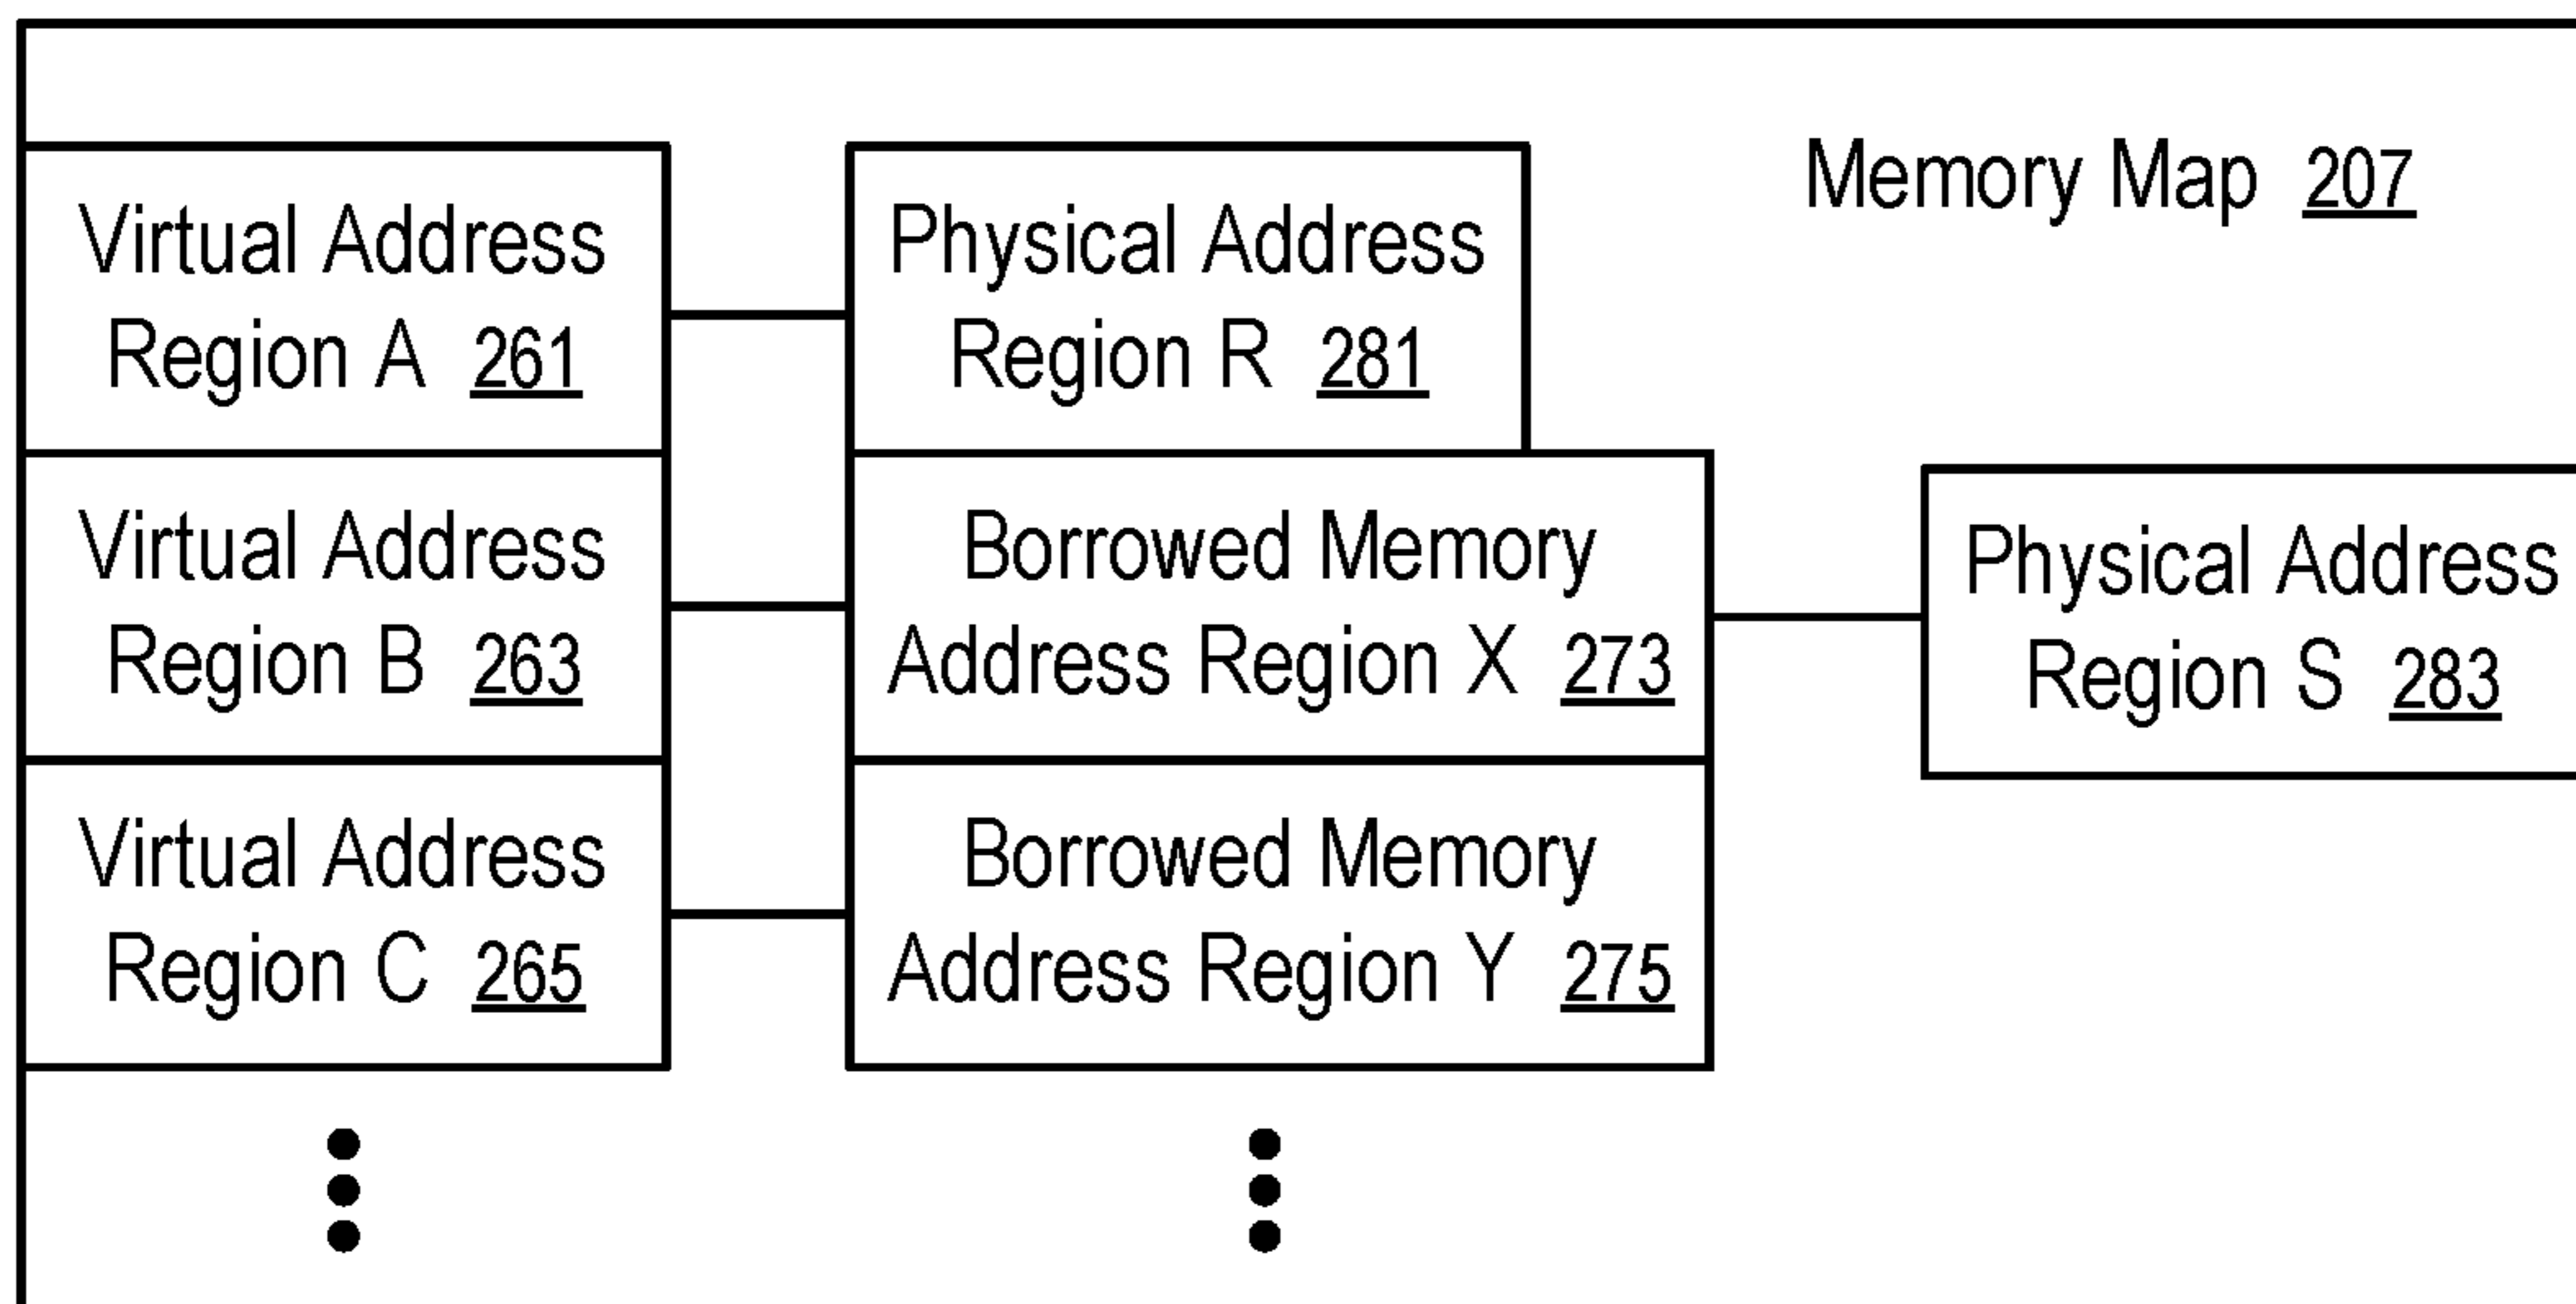 Memory Map 207
Virtual Address
Region A 261
Physical Address
Region R 281
Virtual Address
Region B 263
Borrowed Memory
Address Region X 273
Physical Address
Region S 283
Virtual Address
Region C 265
Borrowed Memory
Address Region Y 275